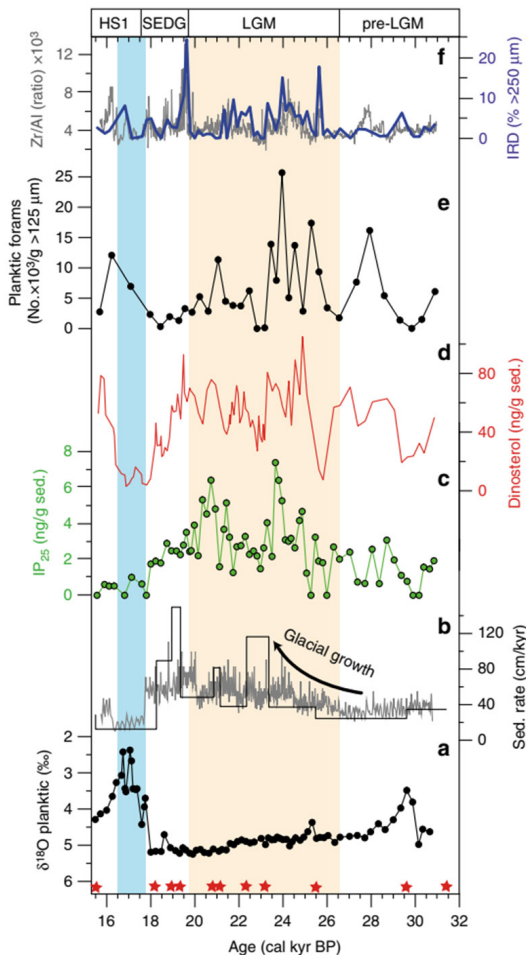 HS1 SEDG LGM pre-LGM
f
Zr/Al (ratio) ×10³
12
8
4
IRD (% >250 µm)
20
10
0
e
Planktic forams
(No.×10³/g >125 µm)
25
20
15
10
5
0
d
Dinosterol (ng/g sed.)
80
40
0
c
IP₂₅ (ng/g sed.)
8
6
4
2
0
b
Glacial growth
Sed. rate (cm/kyr)
120
80
40
0
a
δ¹⁸O planktic (‰)
2
3
4
5
6
16 18 20 22 24 26 28 30 32
Age (cal kyr BP)